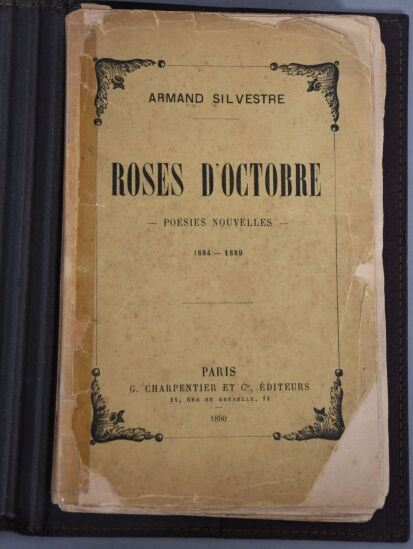 ARMAND SILVESTRE
ROSES D'OCTOBRE
— POÉSIES NOUVELLES —
1884 — 1889
PARIS
G. CHARPENTIER ET Cie, ÉDITEURS
11, RUE DE GRENELLE, 11
1890